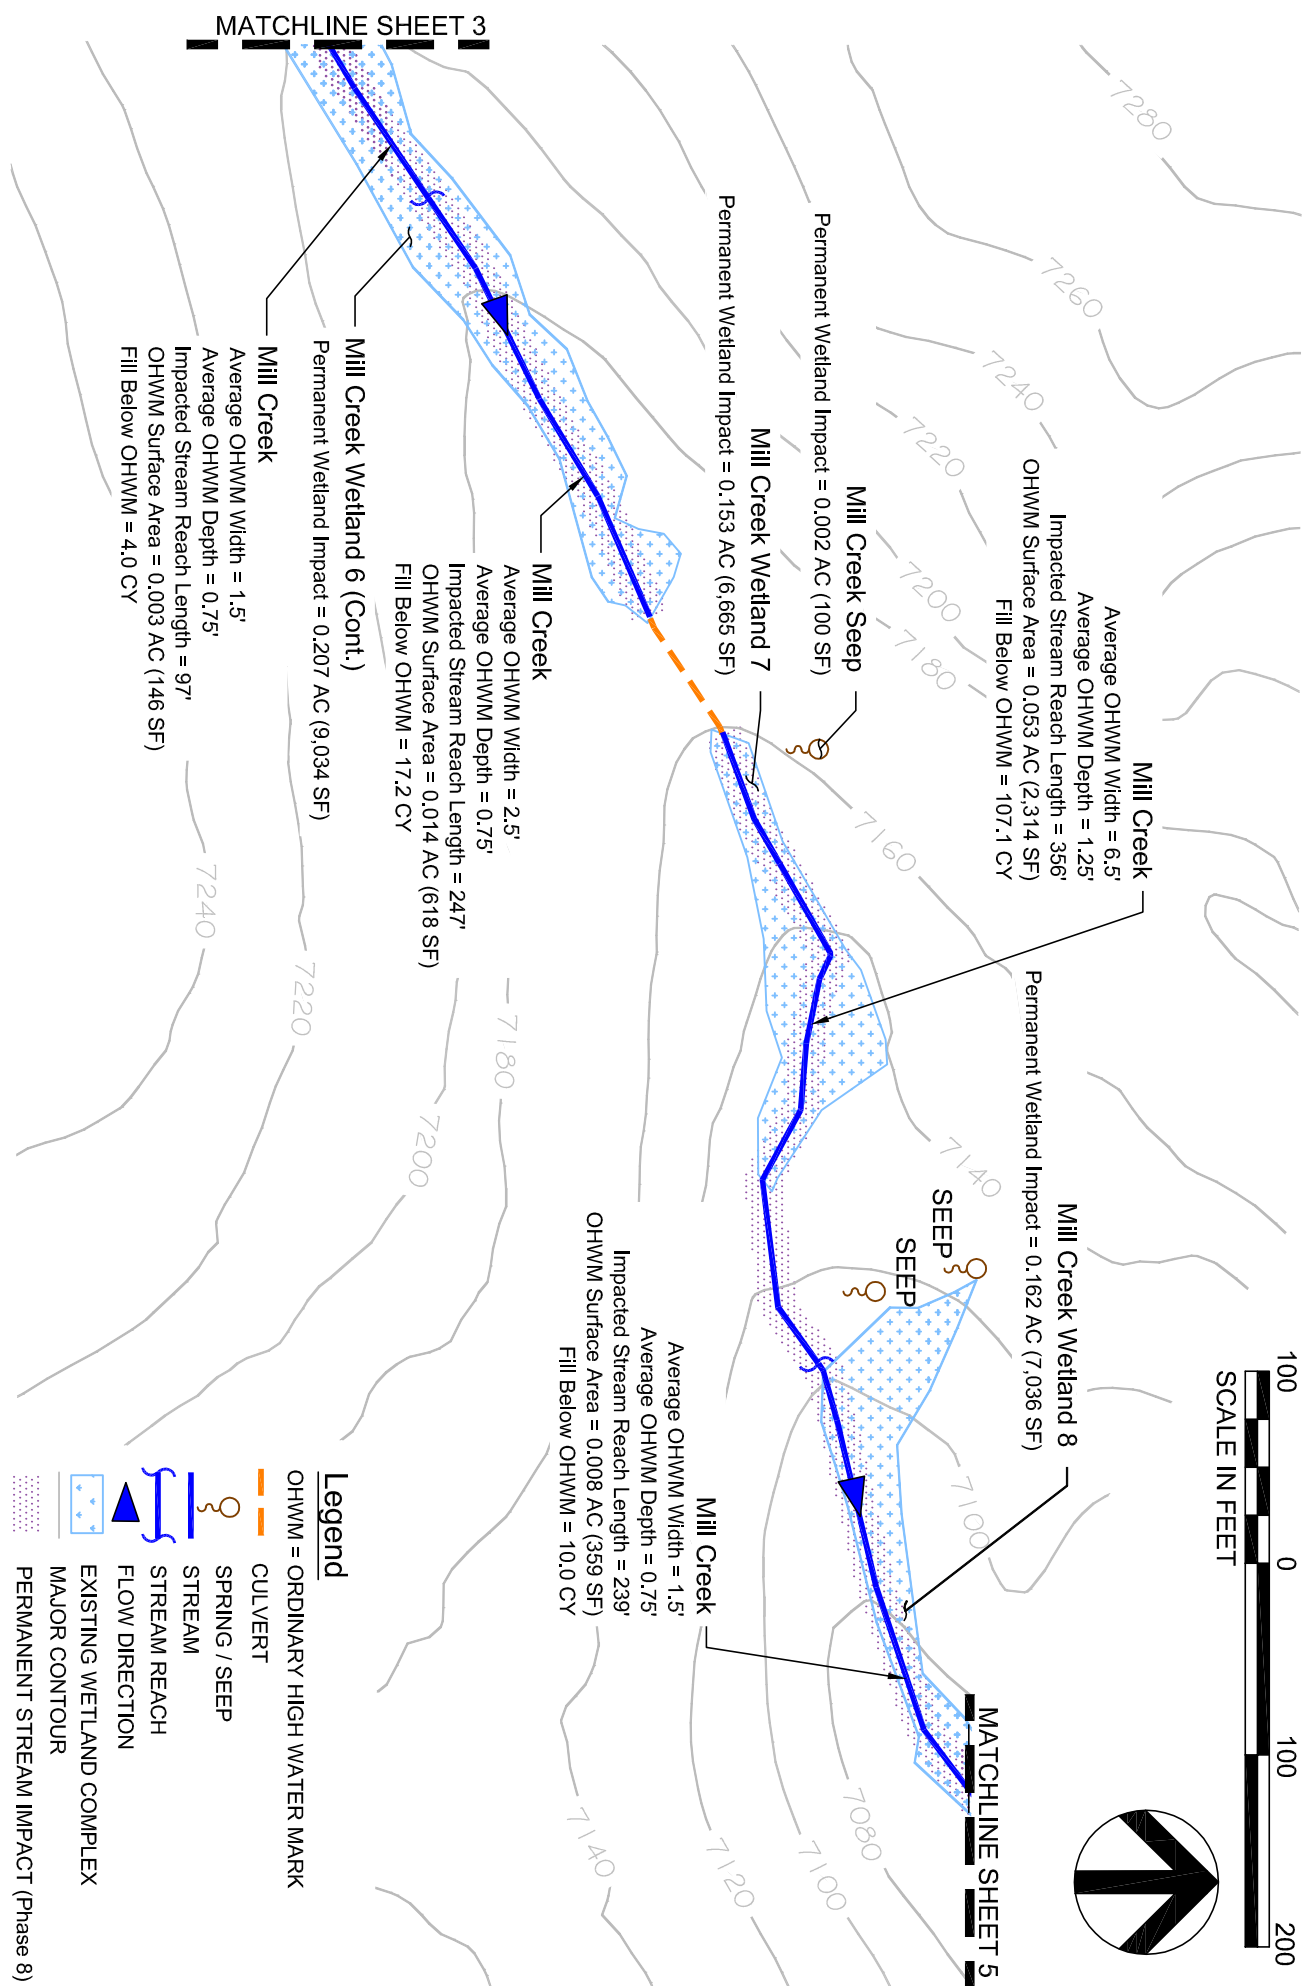 MATCHLINE SHEET 3
7280
7260
7240
7220
7200
7180
Mill Creek Seep
Permanent Wetland Impact = 0.002 AC (100 SF)
Mill Creek Wetland 7
Permanent Wetland Impact = 0.153 AC (6,665 SF)
Mill Creek
Average OHWM Width = 6.5'
Average OHWM Depth = 1.25'
Impacted Stream Reach Length = 356'
OHWM Surface Area = 0.053 AC (2,314 SF)
Fill Below OHWM = 107.1 CY
Mill Creek Wetland 6 (Cont.)
Permanent Wetland Impact = 0.207 AC (9,034 SF)
Mill Creek
Average OHWM Width = 1.5'
Average OHWM Depth = 0.75'
Impacted Stream Reach Length = 97'
OHWM Surface Area = 0.003 AC (146 SF)
Fill Below OHWM = 4.0 CY
Mill Creek
Average OHWM Width = 2.5'
Average OHWM Depth = 0.75'
Impacted Stream Reach Length = 247'
OHWM Surface Area = 0.014 AC (618 SF)
Fill Below OHWM = 17.2 CY
7160
7240
7220
7180
7200
7140
Mill Creek Wetland 8
Permanent Wetland Impact = 0.162 AC (7,036 SF)
SEEP
SEEP
Mill Creek
Average OHWM Width = 1.5'
Average OHWM Depth = 0.75'
Impacted Stream Reach Length = 239'
OHWM Surface Area = 0.008 AC (359 SF)
Fill Below OHWM = 10.0 CY
7100
7080
7100
7120
7140
MATCHLINE SHEET 5
100 0 100 200
SCALE IN FEET
Legend
OHWM = ORDINARY HIGH WATER MARK
CULVERT
SPRING / SEEP
STREAM
STREAM REACH
FLOW DIRECTION
EXISTING WETLAND COMPLEX
MAJOR CONTOUR
PERMANENT STREAM IMPACT (Phase 8)